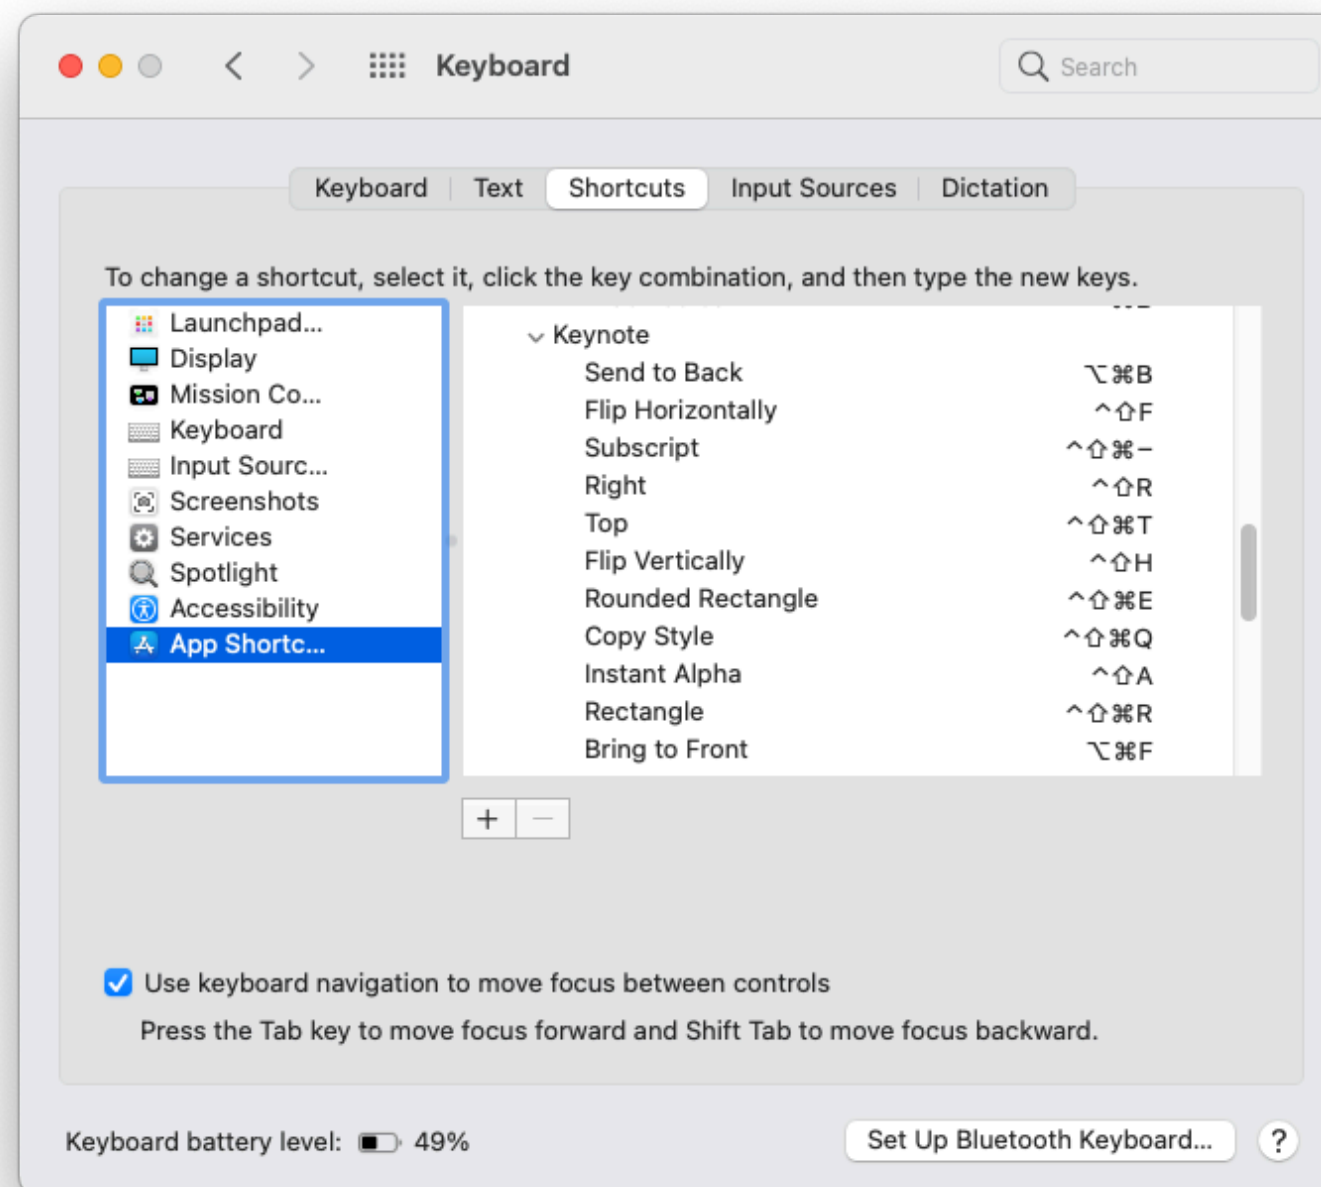 Keyboard
Search
Keyboard Text Shortcuts Input Sources Dictation
To change a shortcut, select it, click the key combination, and then type the new keys.
Launchpad...
Display
Mission Co...
Keyboard
Input Sourc...
Screenshots
Services
Spotlight
Accessibility
App Shortc...
Keynote
Send to Back ⌥⌘B
Flip Horizontally ^⇧F
Subscript ^⇧⌘−
Right ^⇧R
Top ^⇧⌘T
Flip Vertically ^⇧H
Rounded Rectangle ^⇧⌘E
Copy Style ^⇧⌘Q
Instant Alpha ^⇧A
Rectangle ^⇧⌘R
Bring to Front ⌥⌘F
+ −
Use keyboard navigation to move focus between controls
Press the Tab key to move focus forward and Shift Tab to move focus backward.
Keyboard battery level: 49%
Set Up Bluetooth Keyboard... ?